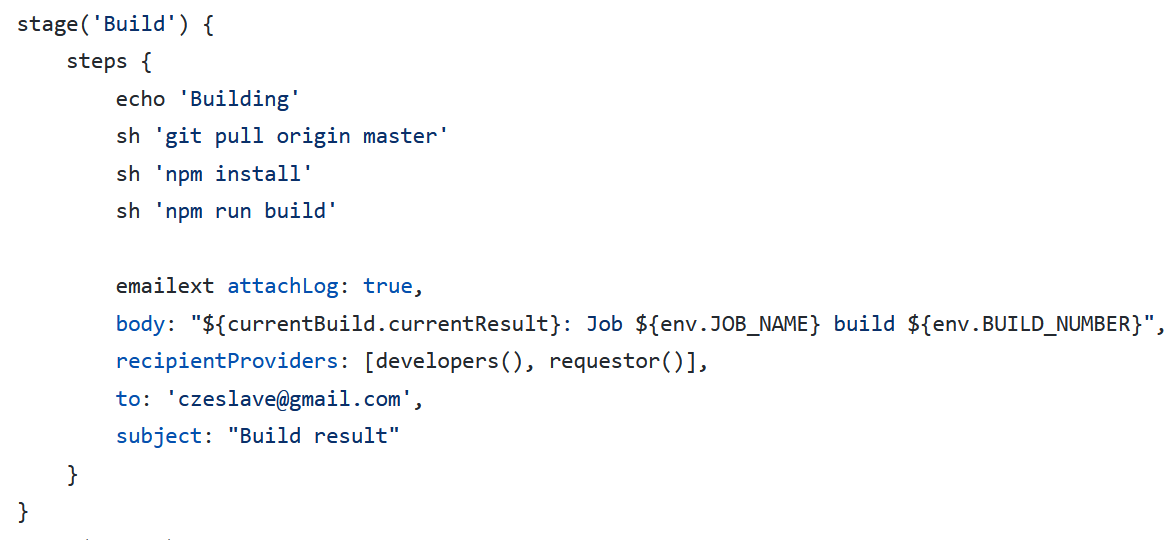 stage('Build') {
    steps {
        echo 'Building'
        sh 'git pull origin master'
        sh 'npm install'
        sh 'npm run build'

        emailext attachLog: true,
        body: "${currentBuild.currentResult}: Job ${env.JOB_NAME} build ${env.BUILD_NUMBER}",
        recipientProviders: [developers(), requestor()],
        to: 'czeslave@gmail.com',
        subject: "Build result"
    }
}